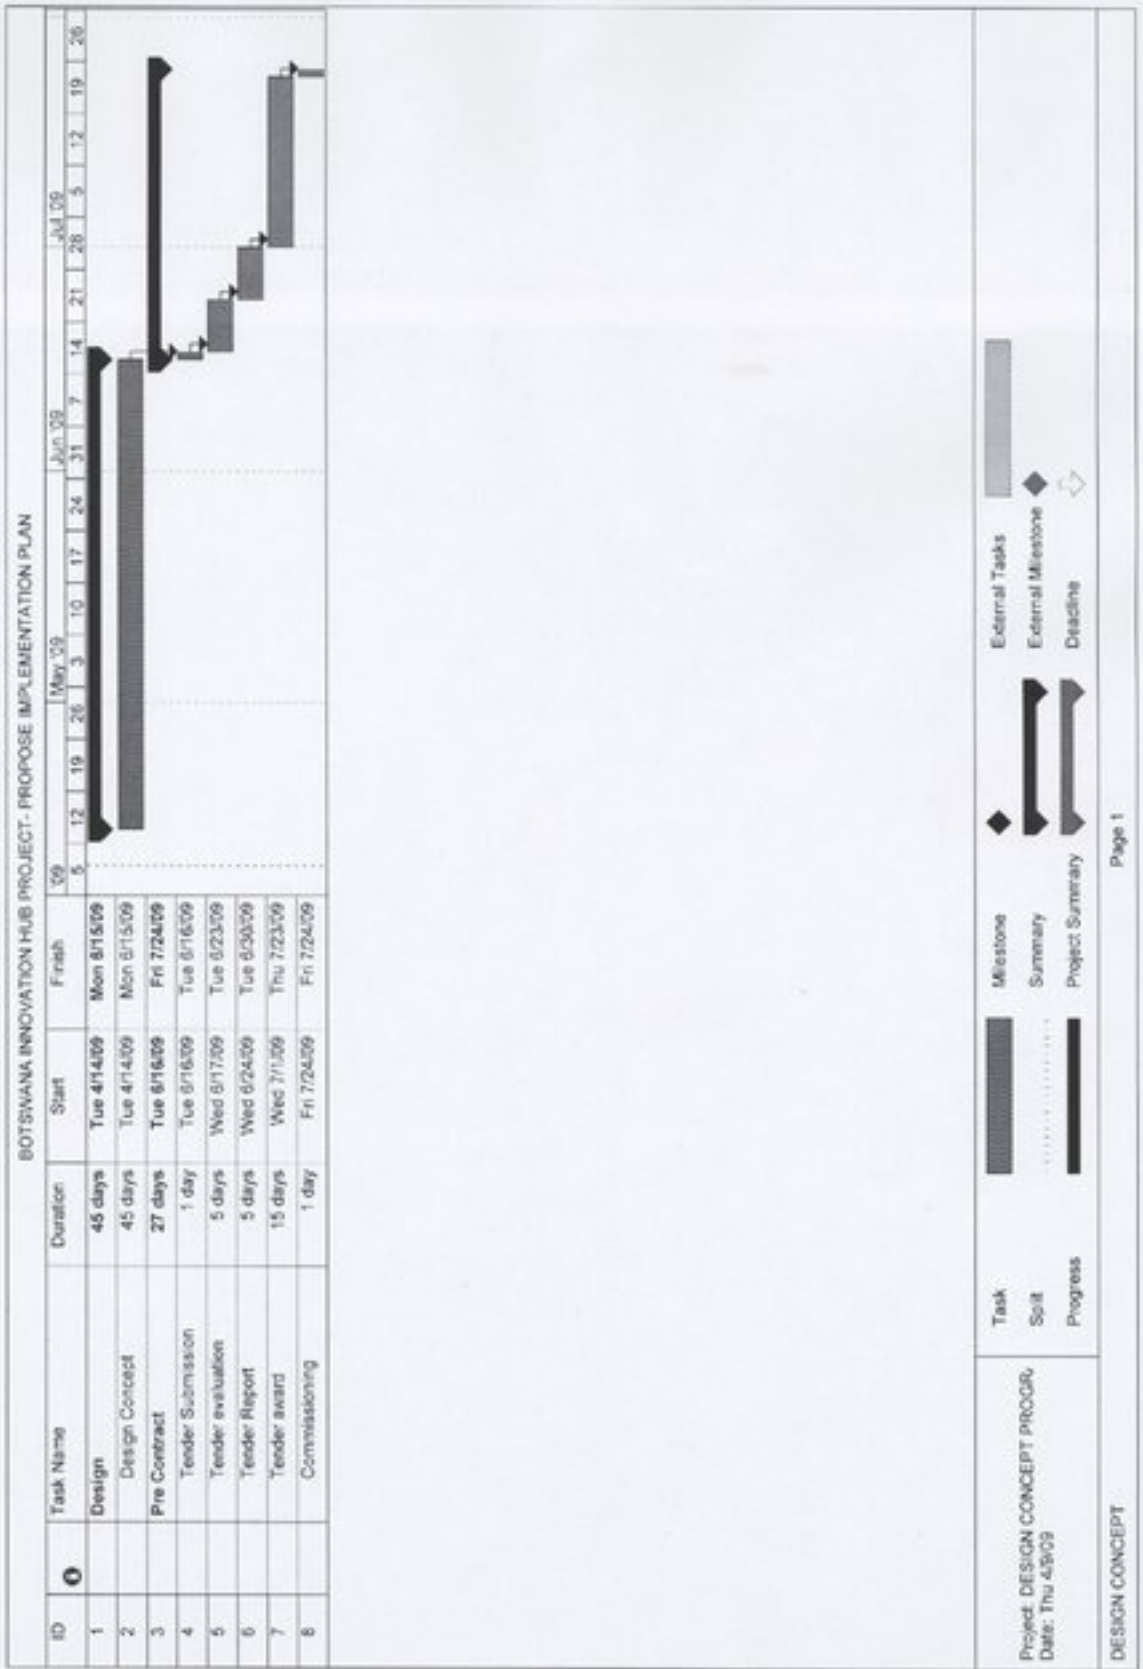 BOTSWANA INNOVATION HUB PROJECT- PROPOSE IMPLEMENTATION PLAN
ID Task Name Duration Start Finish '09 May '09 Jun '09 Jul '09
5 12 19 26 3 10 17 24 31 7 14 21 28 5 12 19 26
1 Design 45 days Tue 4/14/09 Mon 6/15/09
2 Design Concept 45 days Tue 4/14/09 Mon 6/15/09
3 Pre Contract 27 days Tue 6/16/09 Fri 7/24/09
4 Tender Submission 1 day Tue 6/16/09 Tue 6/16/09
5 Tender evaluation 5 days Wed 6/17/09 Tue 6/23/09
6 Tender Report 5 days Wed 6/24/09 Tue 6/30/09
7 Tender award 15 days Wed 7/1/09 Thu 7/23/09
8 Commissioning 1 day Fri 7/24/09 Fri 7/24/09
Project: DESIGN CONCEPT PROGR
Date: Thu 4/9/09
Task Milestone External Tasks
Split Summary External Milestone
Progress Project Summary Deadline
DESIGN CONCEPT Page 1